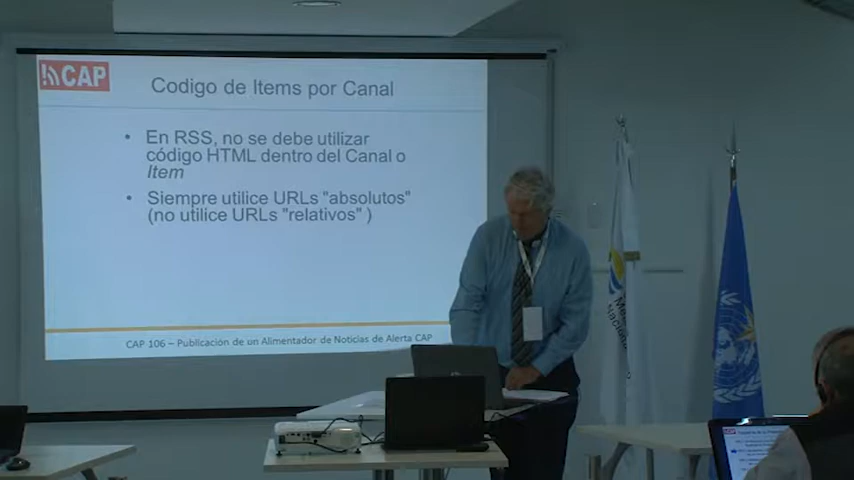 CAP
Codigo de Items por Canal
• En RSS, no se debe utilizar
código HTML dentro del Canal o
Item
• Siempre utilice URLs "absolutos"
(no utilice URLs "relativos" )
CAP 106 – Publicación de un Alimentador de Noticias de Alerta CAP